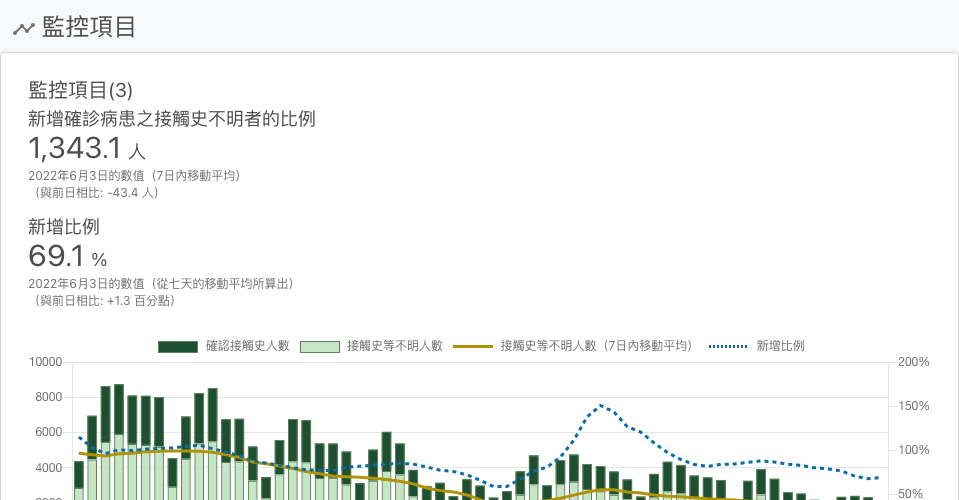 監控項目
監控項目(3)
新增確診病患之接觸史不明者的比例
1,343.1 人
2022年6月3日的數值（7日內移動平均）
（與前日相比: -43.4 人）
新增比例
69.1 %
2022年6月3日的數值（從七天的移動平均所算出）
（與前日相比: +1.3 百分點）
確認接觸史人數 接觸史等不明人數 接觸史等不明人數（7日內移動平均） 新增比例
10000 200%
8000
150%
6000
100%
4000
50%